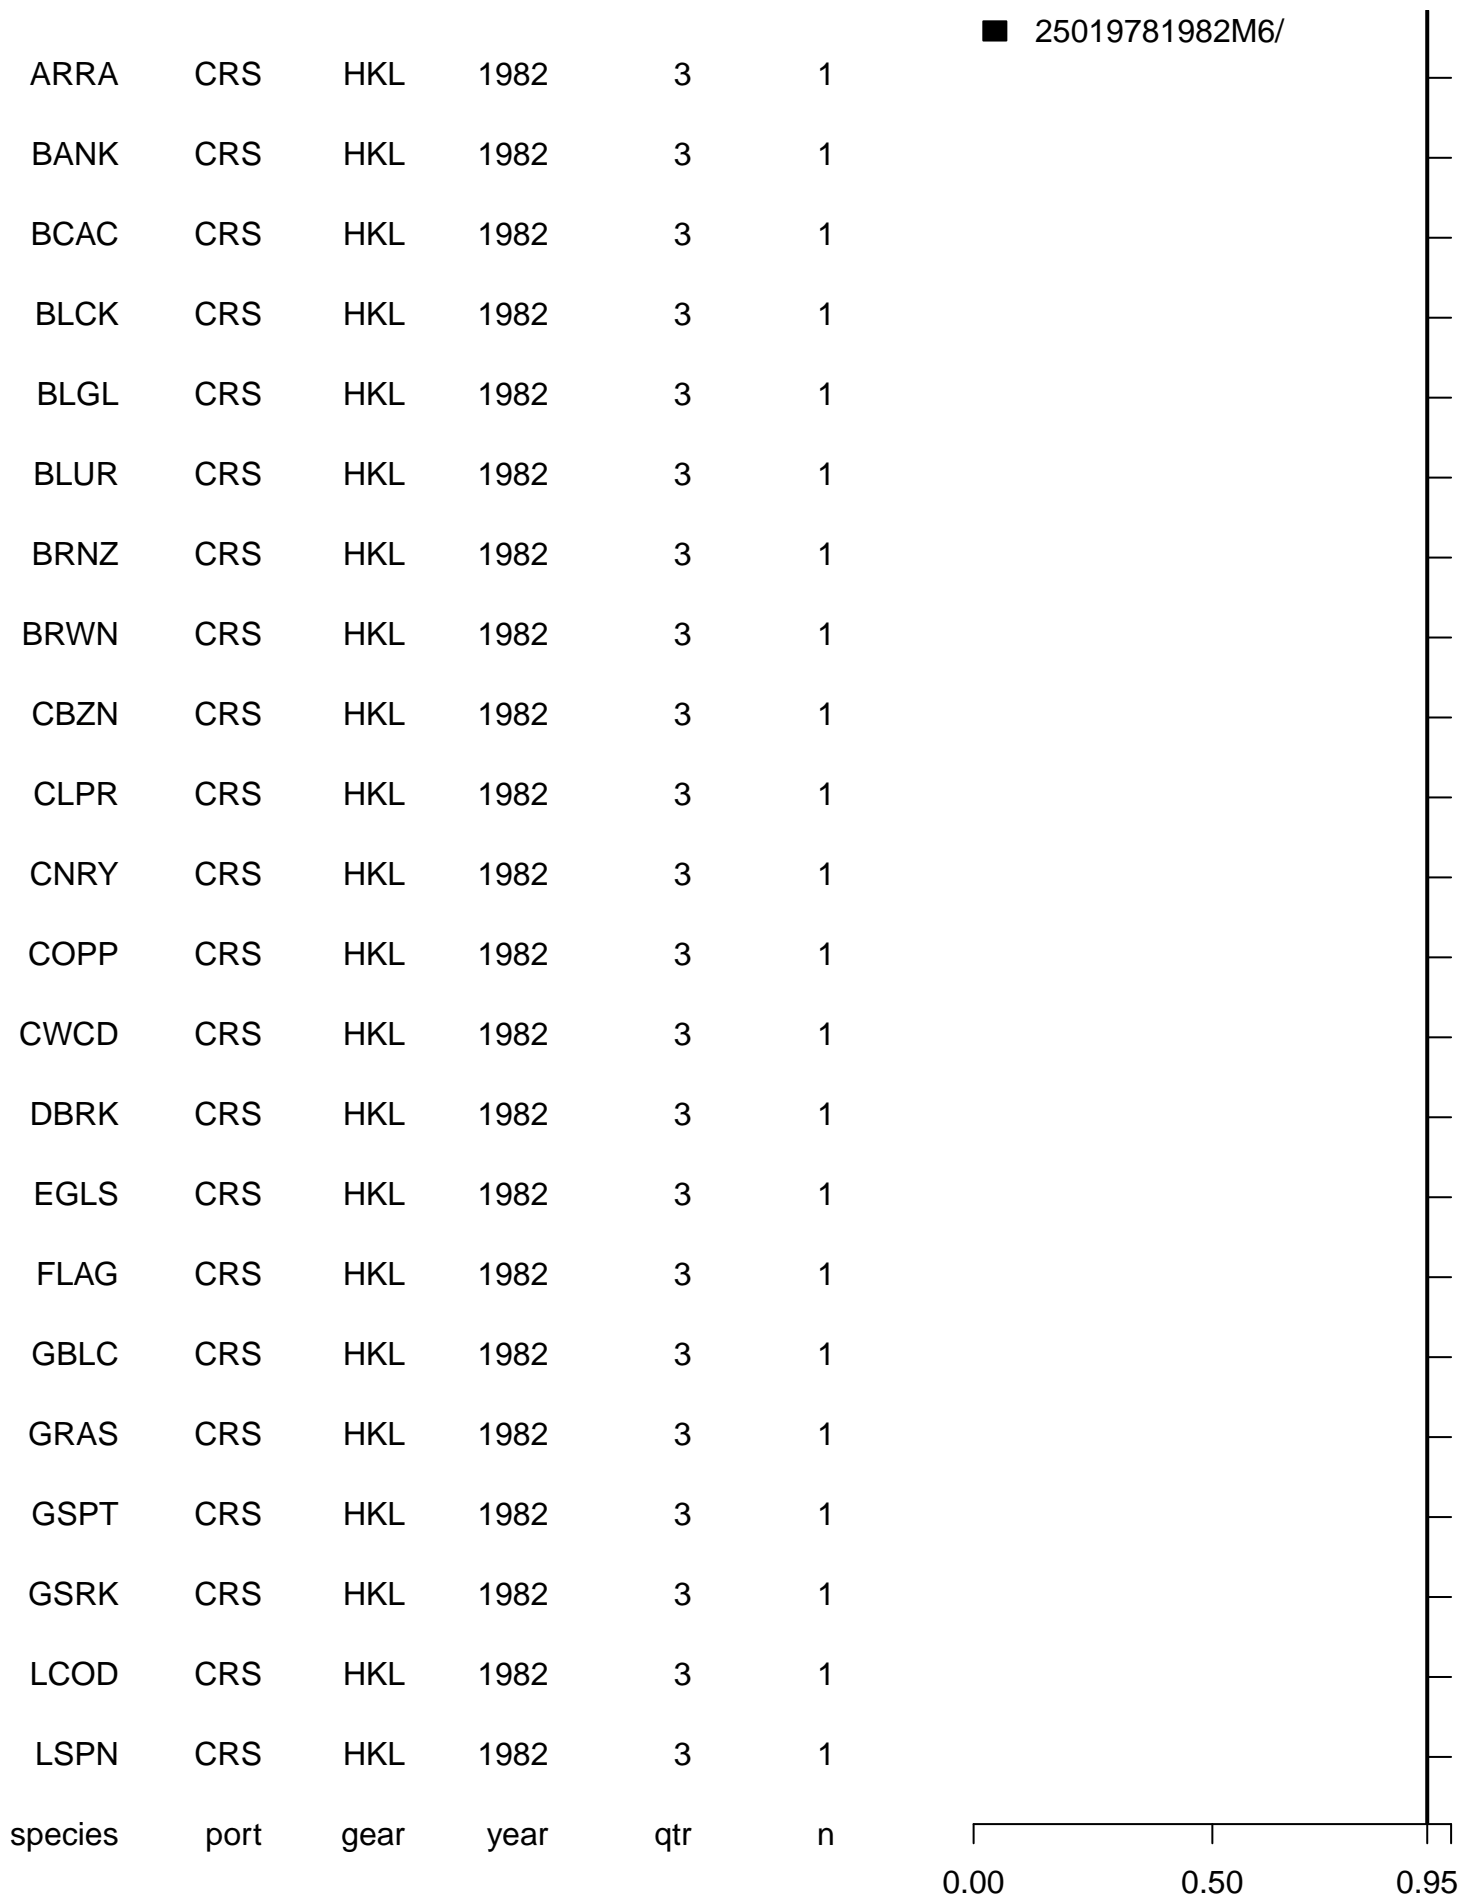 25019781982M6/
ARRA CRS HKL 1982 3 1
BANK CRS HKL 1982 3 1
BCAC CRS HKL 1982 3 1
BLCK CRS HKL 1982 3 1
BLGL CRS HKL 1982 3 1
BLUR CRS HKL 1982 3 1
BRNZ CRS HKL 1982 3 1
BRWN CRS HKL 1982 3 1
CBZN CRS HKL 1982 3 1
CLPR CRS HKL 1982 3 1
CNRY CRS HKL 1982 3 1
COPP CRS HKL 1982 3 1
CWCD CRS HKL 1982 3 1
DBRK CRS HKL 1982 3 1
EGLS CRS HKL 1982 3 1
FLAG CRS HKL 1982 3 1
GBLC CRS HKL 1982 3 1
GRAS CRS HKL 1982 3 1
GSPT CRS HKL 1982 3 1
GSRK CRS HKL 1982 3 1
LCOD CRS HKL 1982 3 1
LSPN CRS HKL 1982 3 1
species port gear year qtr n
0.00 0.50 0.95